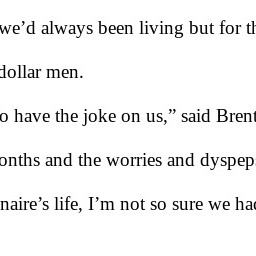 we’d always been living but for th
dollar men.
o have the joke on us,” said Brent
onths and the worries and dyspeps
naire’s life, I’m not so sure we had